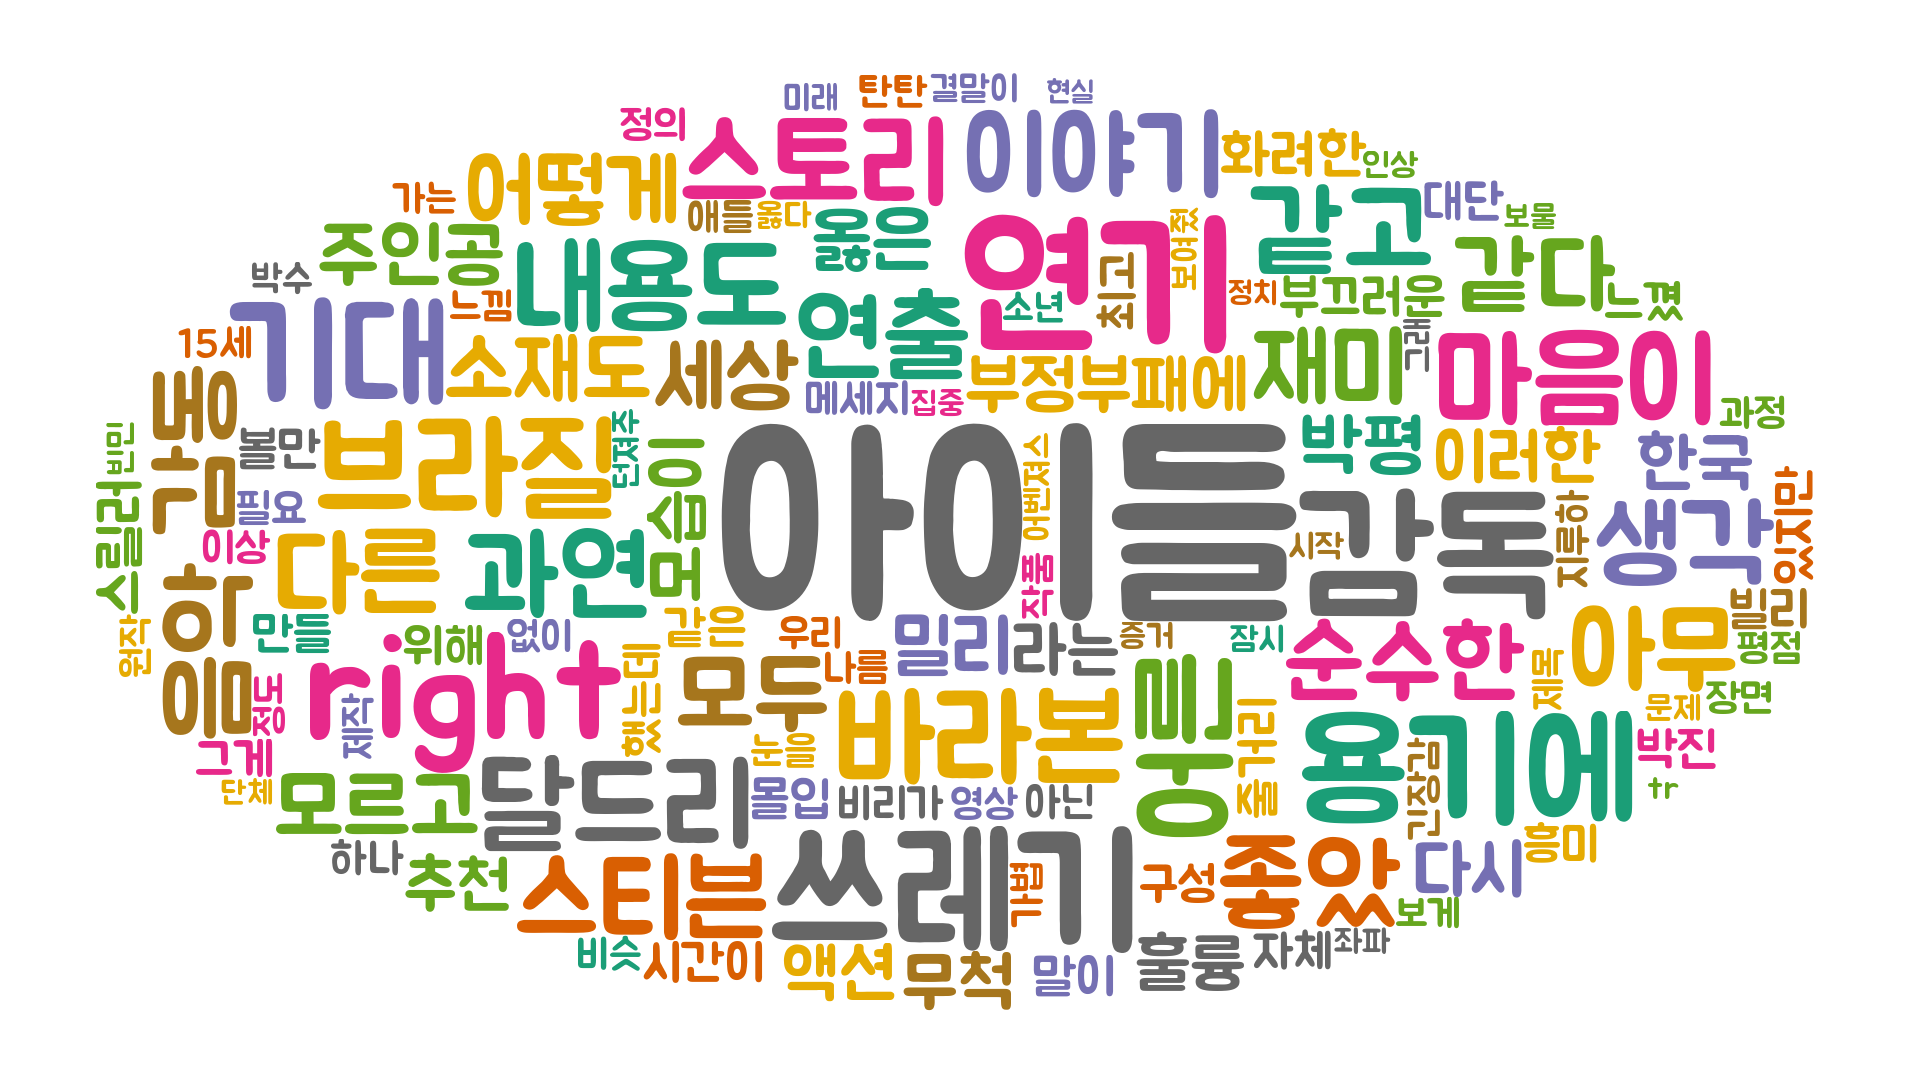 미래
탄탄
결말이
현실
정의
스토리
이야기
화려한
인상
어떻게
가는
애들
옳다
옳은
연기
보여줬
같고
대단
보물
주인공
박수
느낌
내용도
연출
소년
최고
정치
부끄러운
같다
느꼈
15세
기대
소재도
세상
메세지
집중
부정부패에
재미
그래
마음이
과정
감동
볼만
브라질
던져주
모습이
아이들
어벤져스
박평
이러한
한국
빈민
스릴러
필요
이상
다른
과연
작품
시작
감독
지루하
생각
있지만
원작
하음
만들
right
위해
없이
했는데
같은
우리
나름
밀리
라는
증거
잠시
순수한
제목
아무
빌리
평점
정도
제작
그게
모두
눈을
바라본
웡릭
줄거리
용기에
긴장감
문제
장면
박진
tr
단체
모르고
달드리
몰입
비리가
영상
아닌
흥미
하나
추천
스티븐
쓰레기
가볍
구성
좋았
다시
보게
비슷
시간이
액션
무척
말이
훌륭
자체
좌파